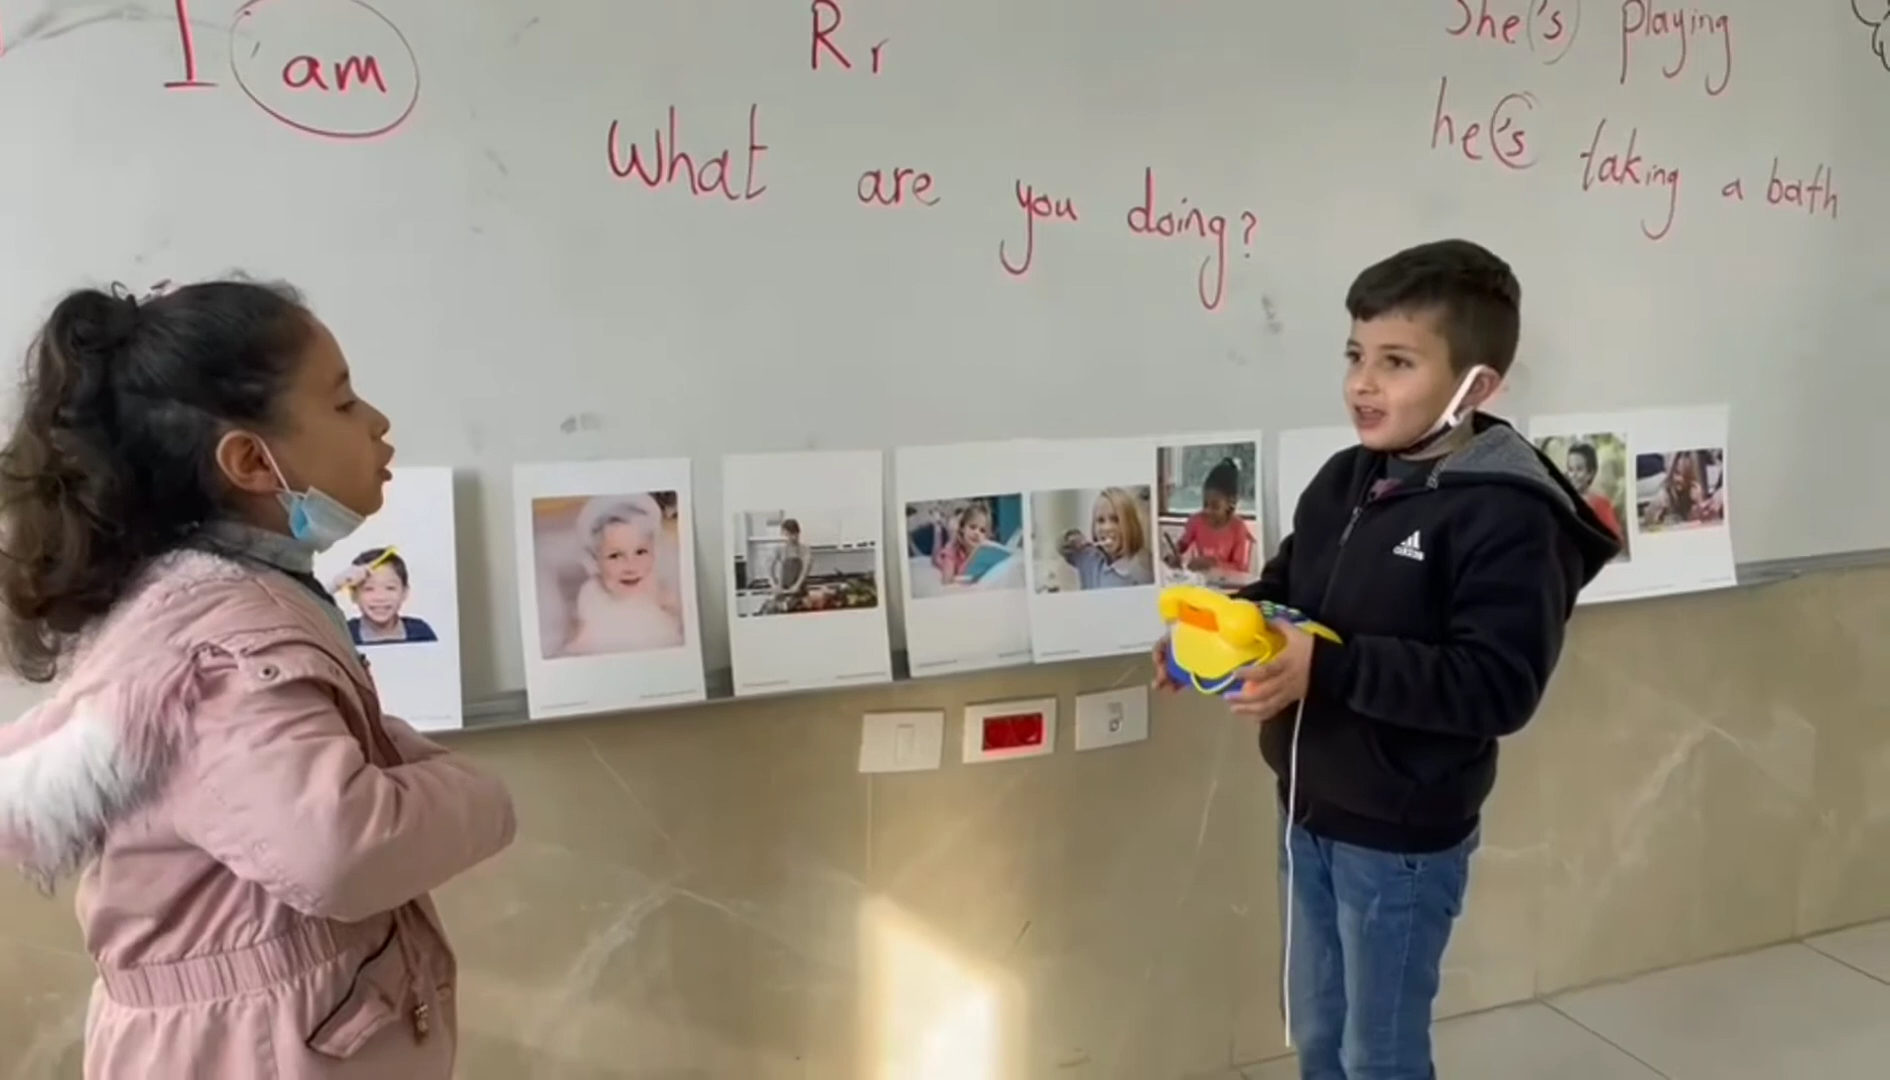 I am
Rr
What are you doing?
She's playing
he's taking a bath
adidas